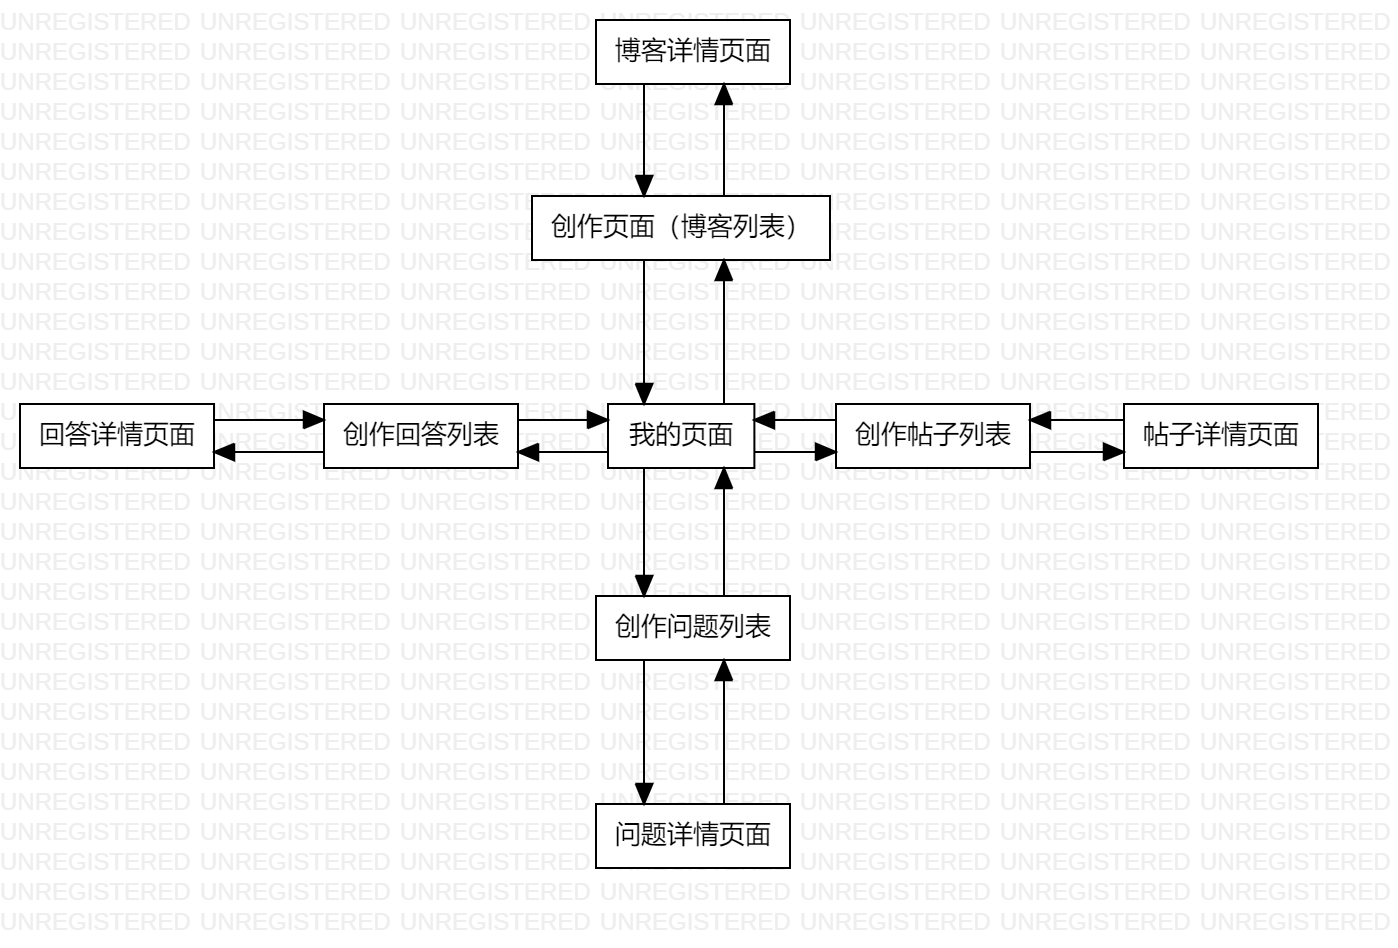 博客详情页面
创作页面（博客列表）
回答详情页面
创作回答列表
我的页面
创作帖子列表
帖子详情页面
创作问题列表
问题详情页面
UNREGISTERED